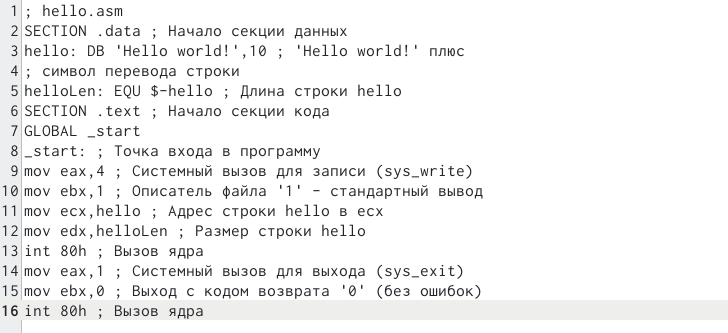 1 ; hello.asm
2 SECTION .data ; Начало секции данных
3 hello: DB 'Hello world!',10 ; 'Hello world!' плюс
4 ; символ перевода строки
5 helloLen: EQU $-hello ; Длина строки hello
6 SECTION .text ; Начало секции кода
7 GLOBAL _start
8 _start: ; Точка входа в программу
9 mov eax,4 ; Системный вызов для записи (sys_write)
10 mov ebx,1 ; Описатель файла '1' - стандартный вывод
11 mov ecx,hello ; Адрес строки hello в ecx
12 mov edx,helloLen ; Размер строки hello
13 int 80h ; Вызов ядра
14 mov eax,1 ; Системный вызов для выхода (sys_exit)
15 mov ebx,0 ; Выход с кодом возврата '0' (без ошибок)
16 int 80h ; Вызов ядра